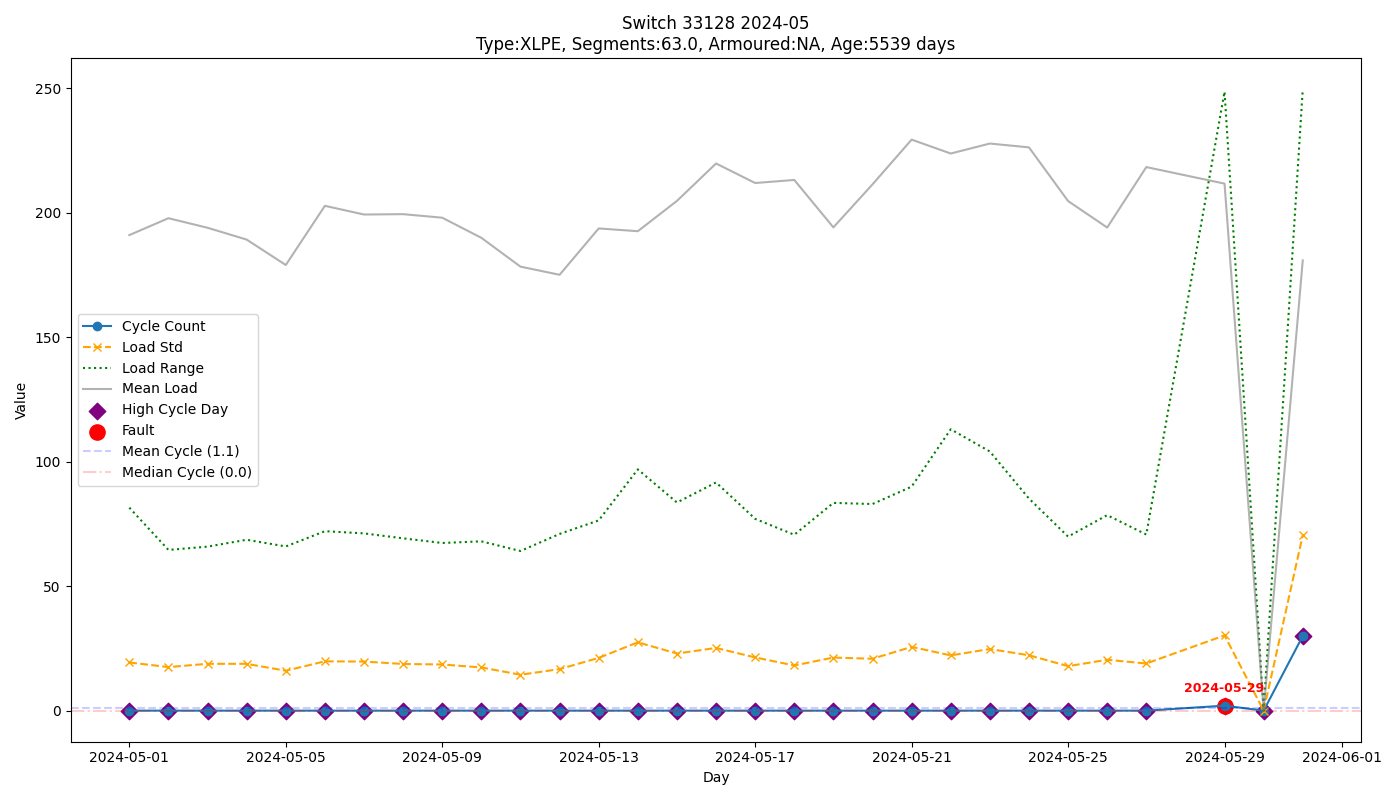 Switch 33128 2024-05
Type:XLPE, Segments:63.0, Armoured:NA, Age:5539 days
250
200
150
100
50
0
Value
Cycle Count
Load Std
Load Range
Mean Load
High Cycle Day
Fault
Mean Cycle (1.1)
Median Cycle (0.0)
2024-05-29
2024-05-01
2024-05-05
2024-05-09
2024-05-13
2024-05-17
2024-05-21
2024-05-25
2024-05-29
2024-06-01
Day